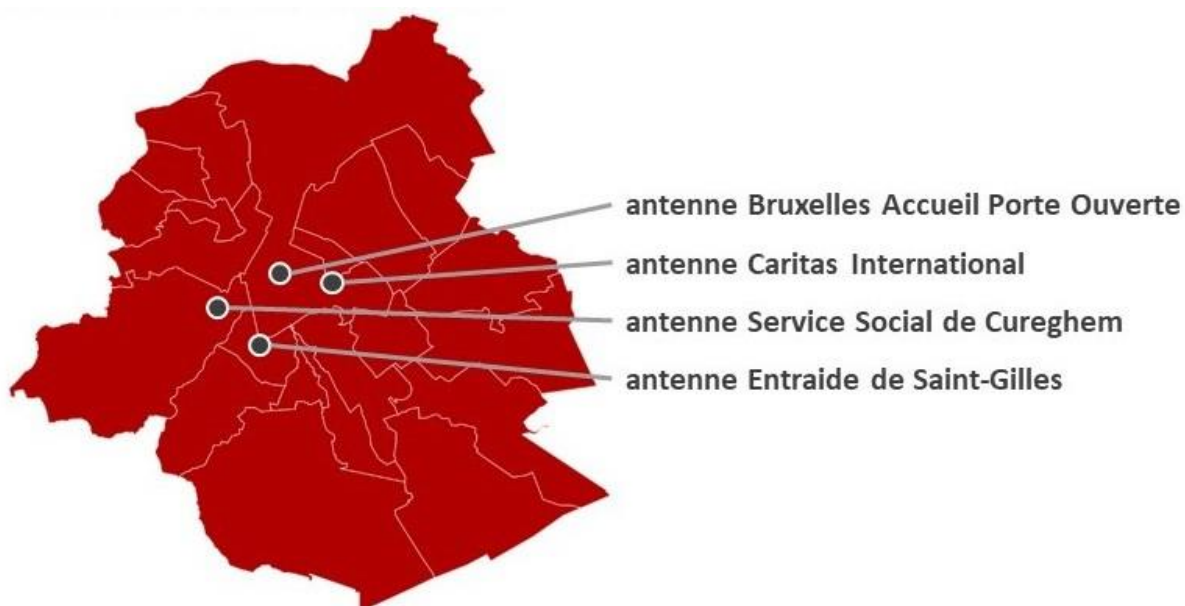 antenne Bruxelles Accueil Porte Ouverte
antenne Caritas International
antenne Service Social de Cureghem
antenne Entraide de Saint-Gilles